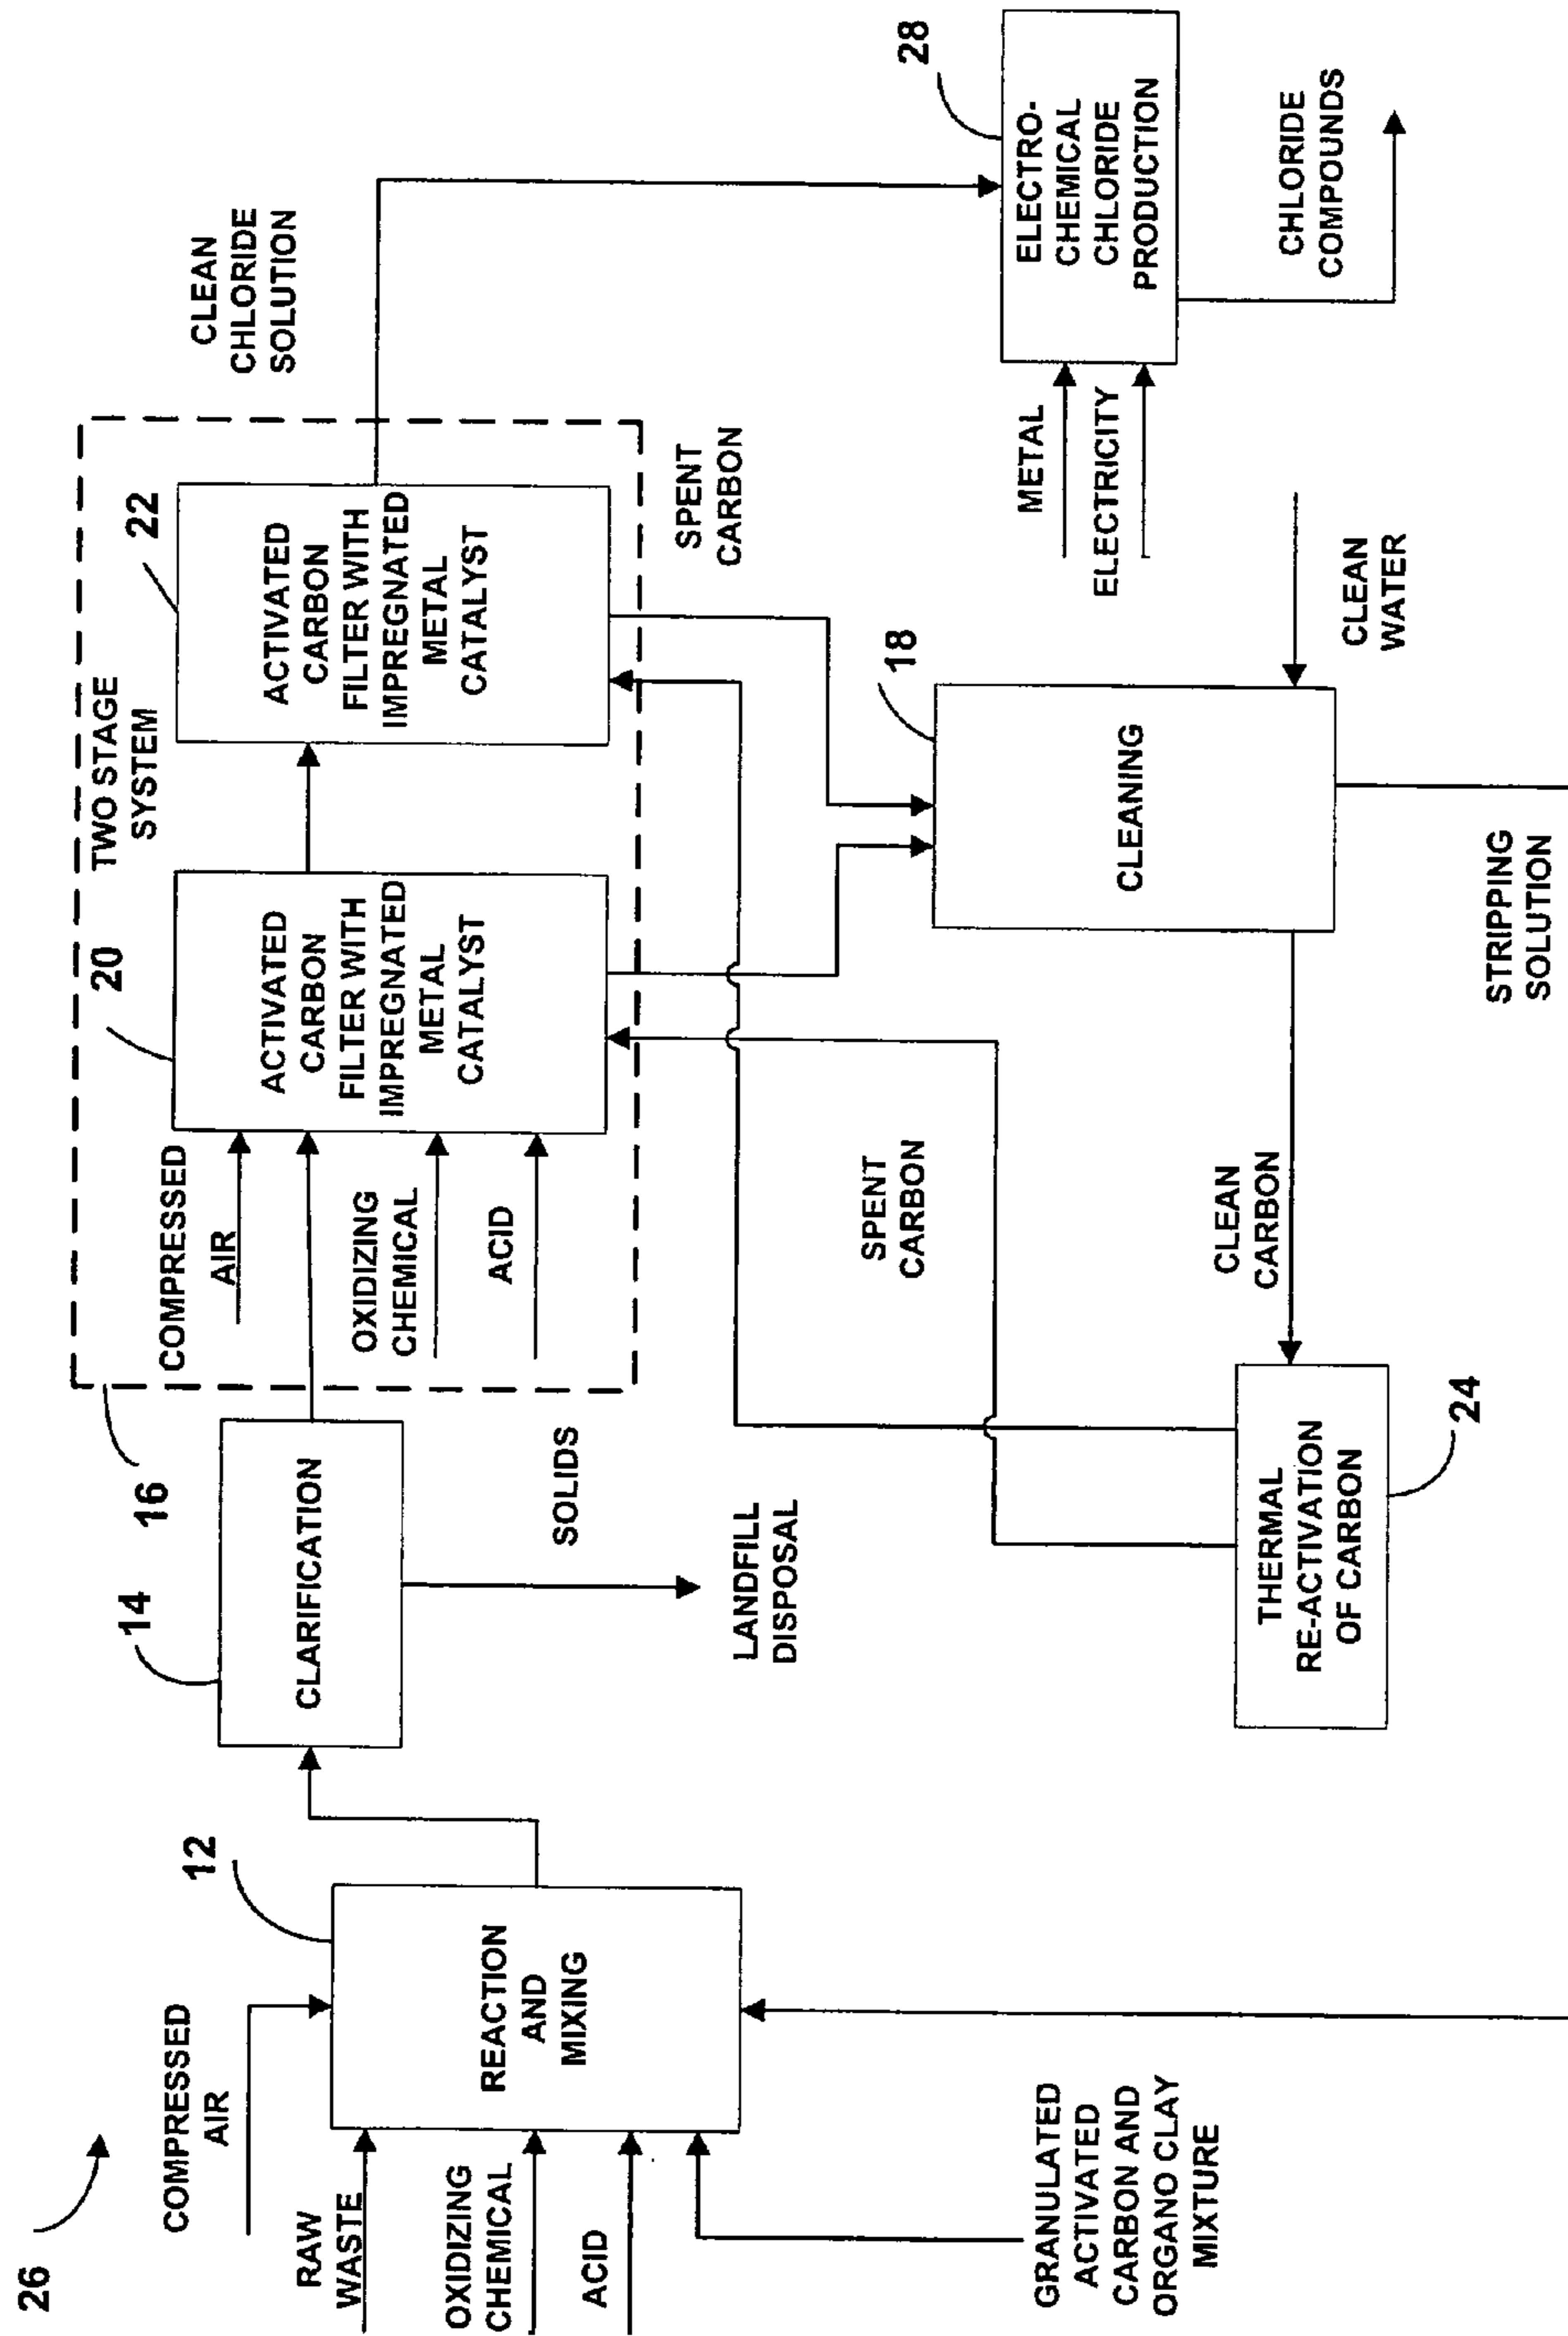 26
COMPRESSED
AIR
RAW
WASTE
OXIDIZING
CHEMICAL
ACID
GRANULATED
ACTIVATED
CARBON AND
ORGANO CLAY
MIXTURE
12
REACTION
AND
MIXING
14
CLARIFICATION
SOLIDS
LANDFILL
DISPOSAL
16
TWO STAGE
SYSTEM
COMPRESSED
AIR
OXIDIZING
CHEMICAL
ACID
20
ACTIVATED
CARBON
FILTER WITH
IMPREGNATED
METAL
CATALYST
22
ACTIVATED
CARBON
FILTER WITH
IMPREGNATED
METAL
CATALYST
CLEAN
CHLORIDE
SOLUTION
SPENT
CARBON
SPENT
CARBON
THERMAL
RE-ACTIVATION
OF CARBON
24
CLEAN
CARBON
18
CLEANING
CLEAN
WATER
STRIPPING
SOLUTION
METAL
ELECTRICITY
28
ELECTRO-
CHEMICAL
CHLORIDE
PRODUCTION
CHLORIDE
COMPOUNDS